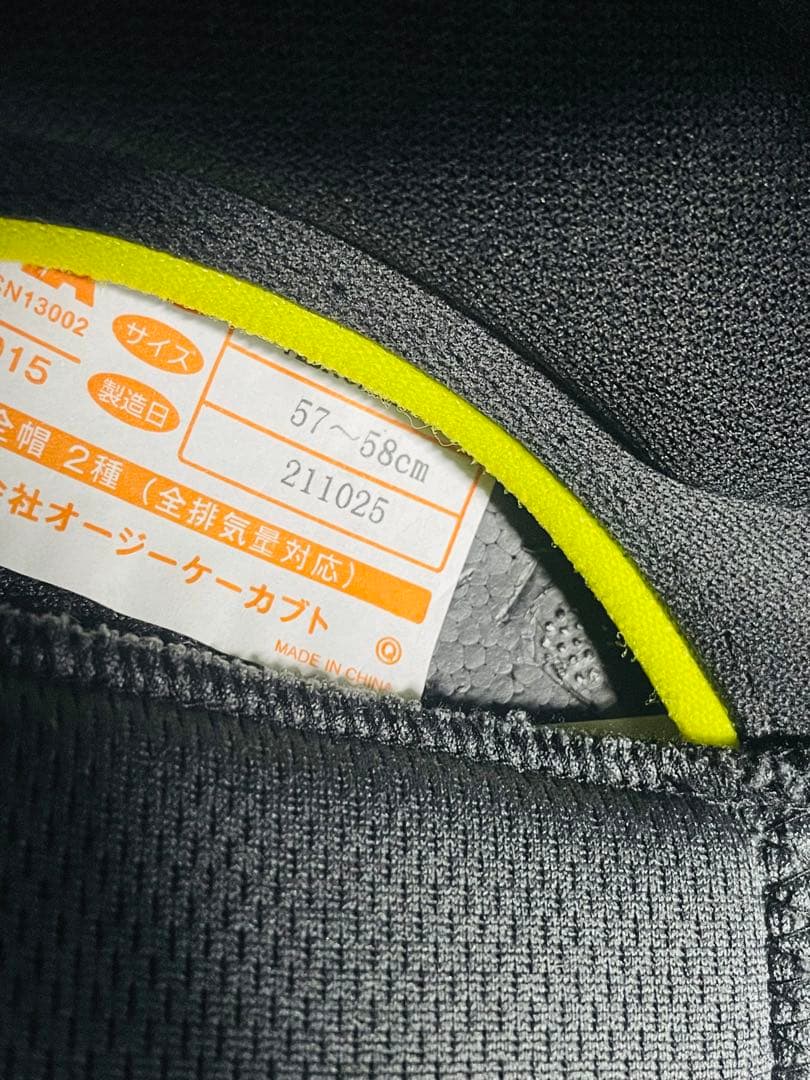 CN13002
サイズ
57～58cm
015
製造日
211025
全帽 2種 (全排気量対応)
会社オージーケーカブト
Q
MADE IN CHINA